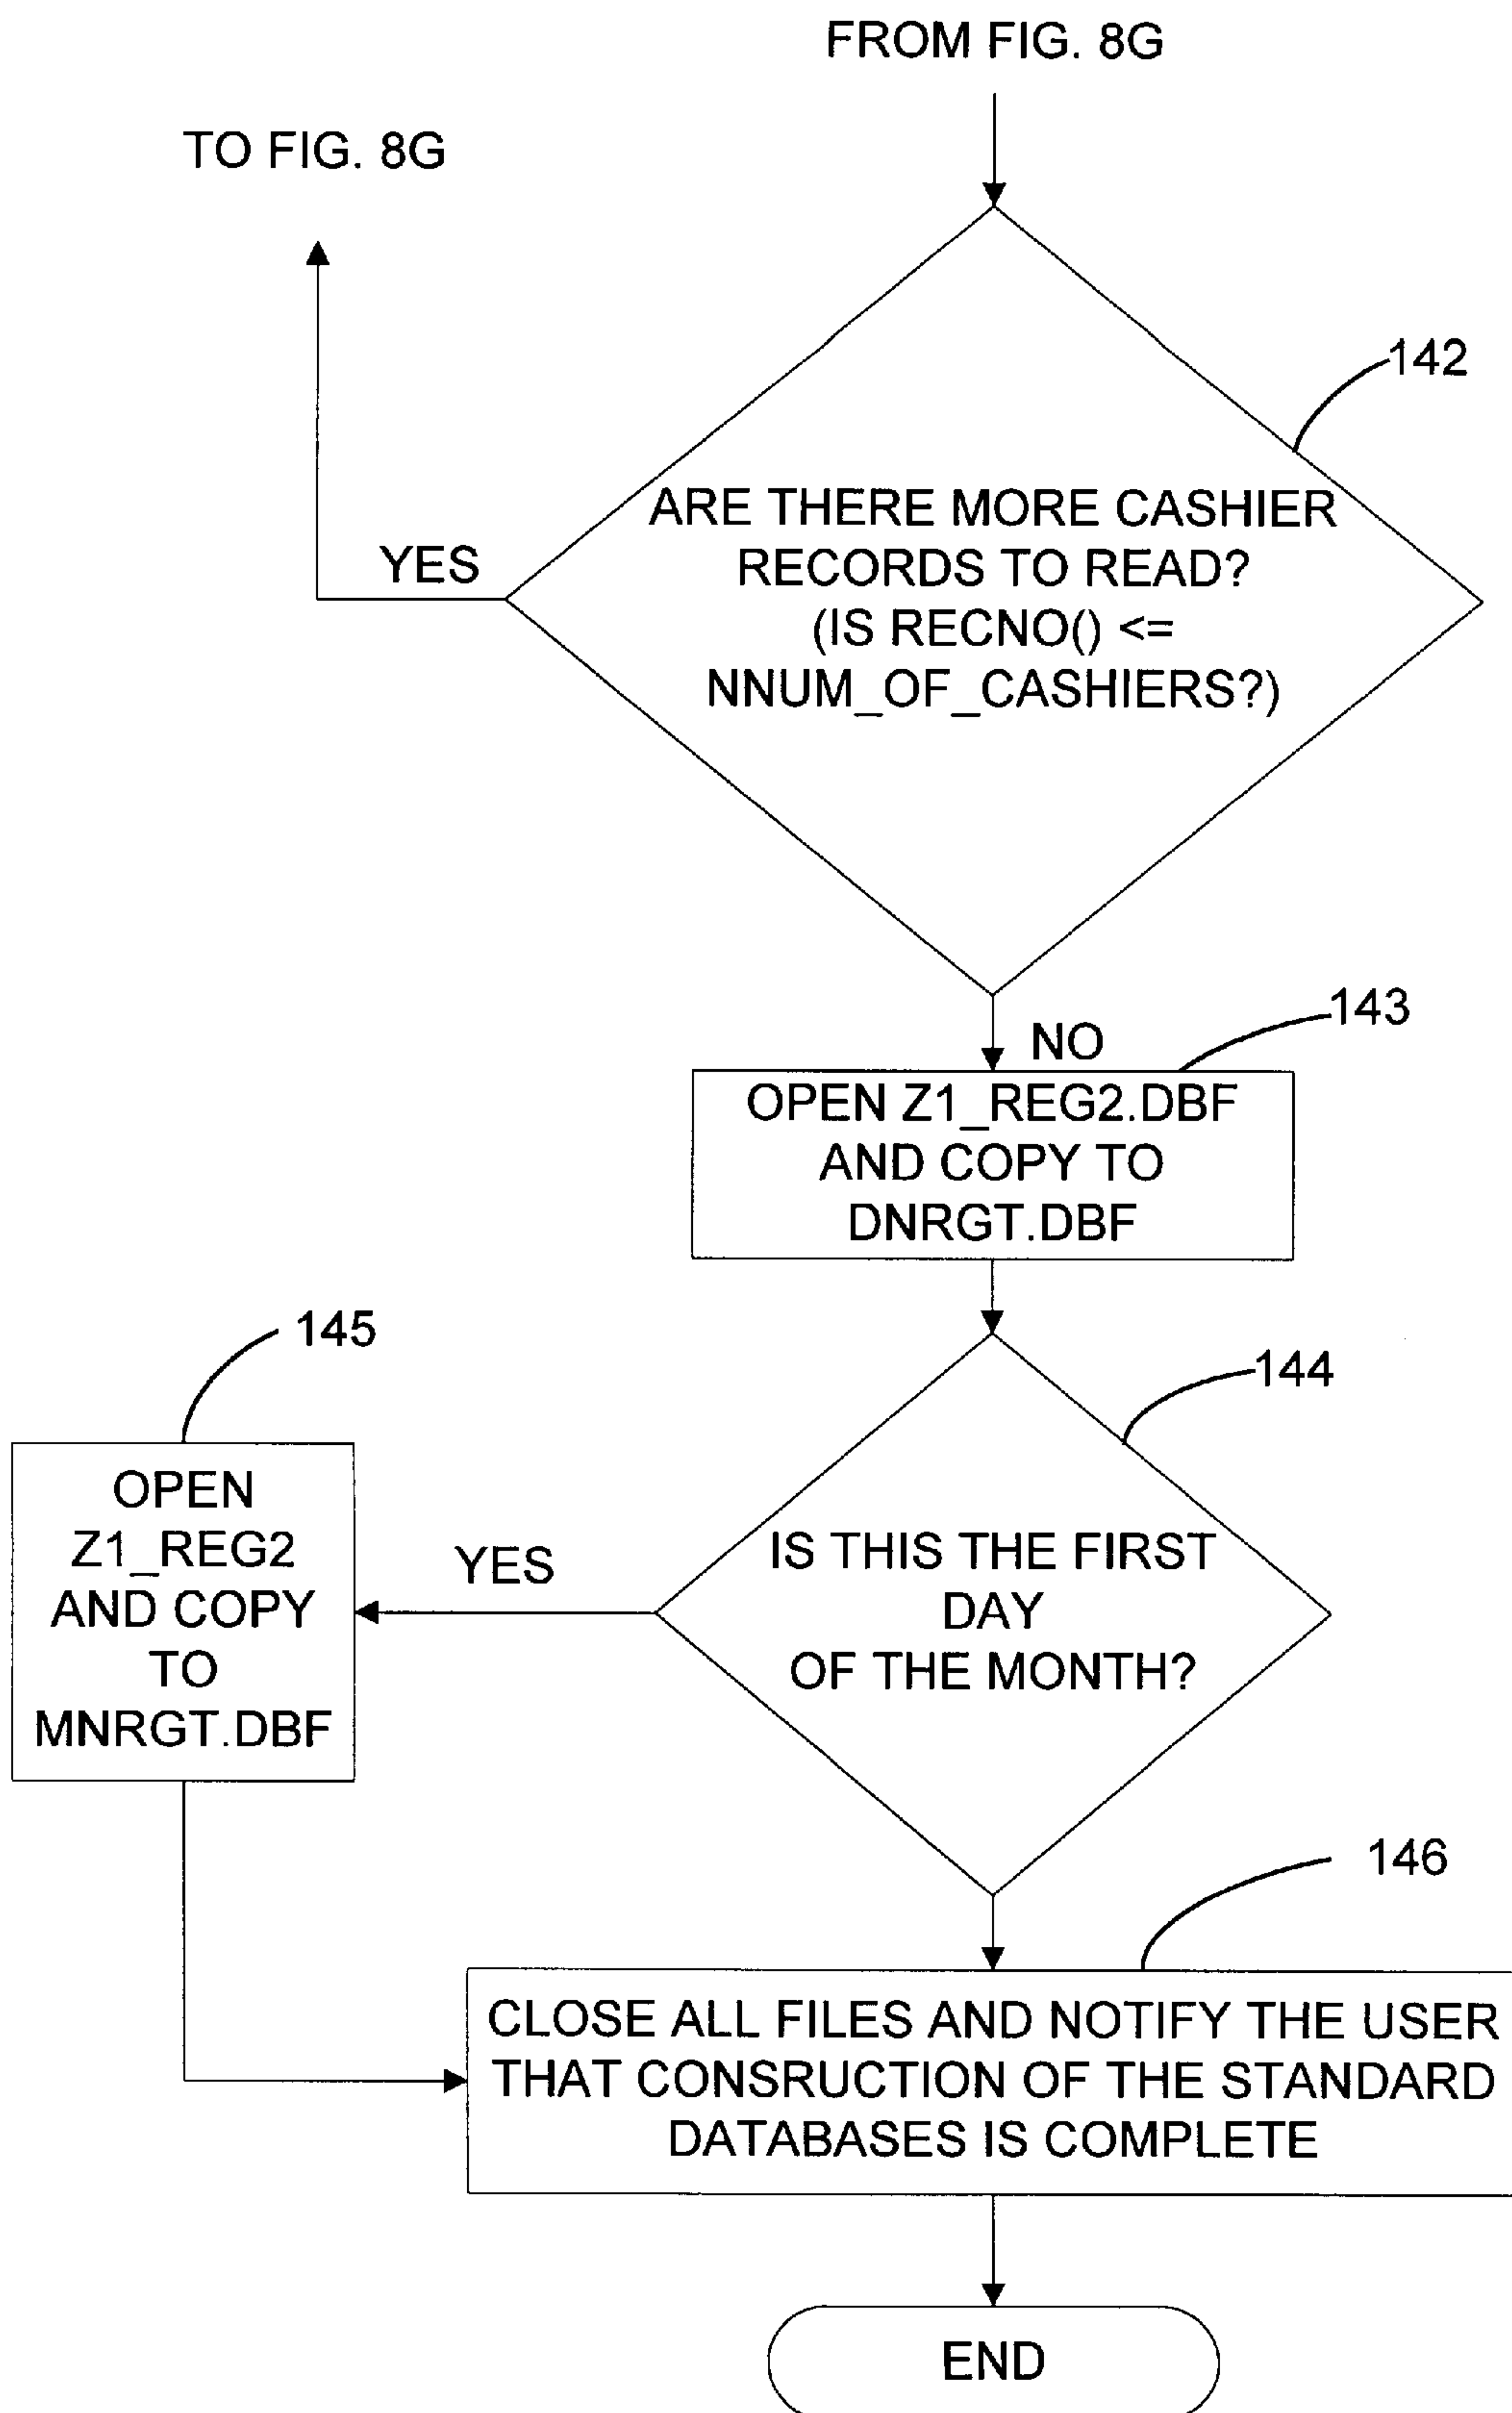 FROM FIG. 8G
TO FIG. 8G
142
ARE THERE MORE CASHIER
RECORDS TO READ?
(IS RECNO() <=
NNUM_OF_CASHIERS?)
YES
NO
143
OPEN Z1_REG2.DBF
AND COPY TO
DNRGT.DBF
144
IS THIS THE FIRST
DAY
OF THE MONTH?
YES
145
OPEN
Z1_REG2
AND COPY
TO
MNRGT.DBF
146
CLOSE ALL FILES AND NOTIFY THE USER
THAT CONSRUCTION OF THE STANDARD
DATABASES IS COMPLETE
END